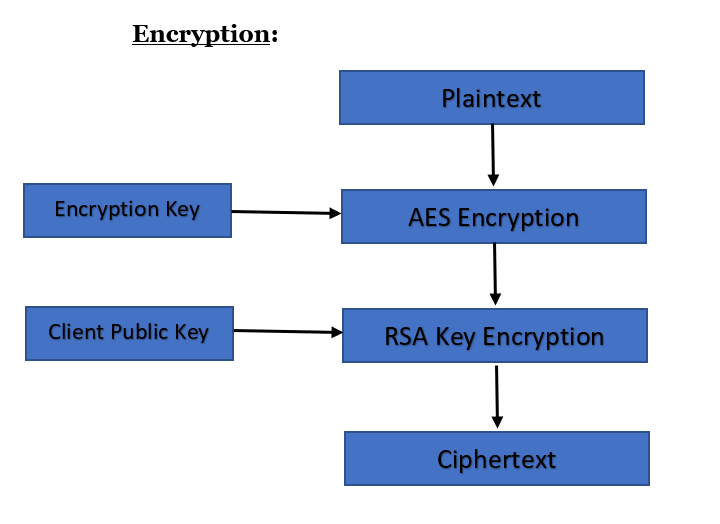 Encryption:
Plaintext
Encryption Key
AES Encryption
Client Public Key
RSA Key Encryption
Ciphertext